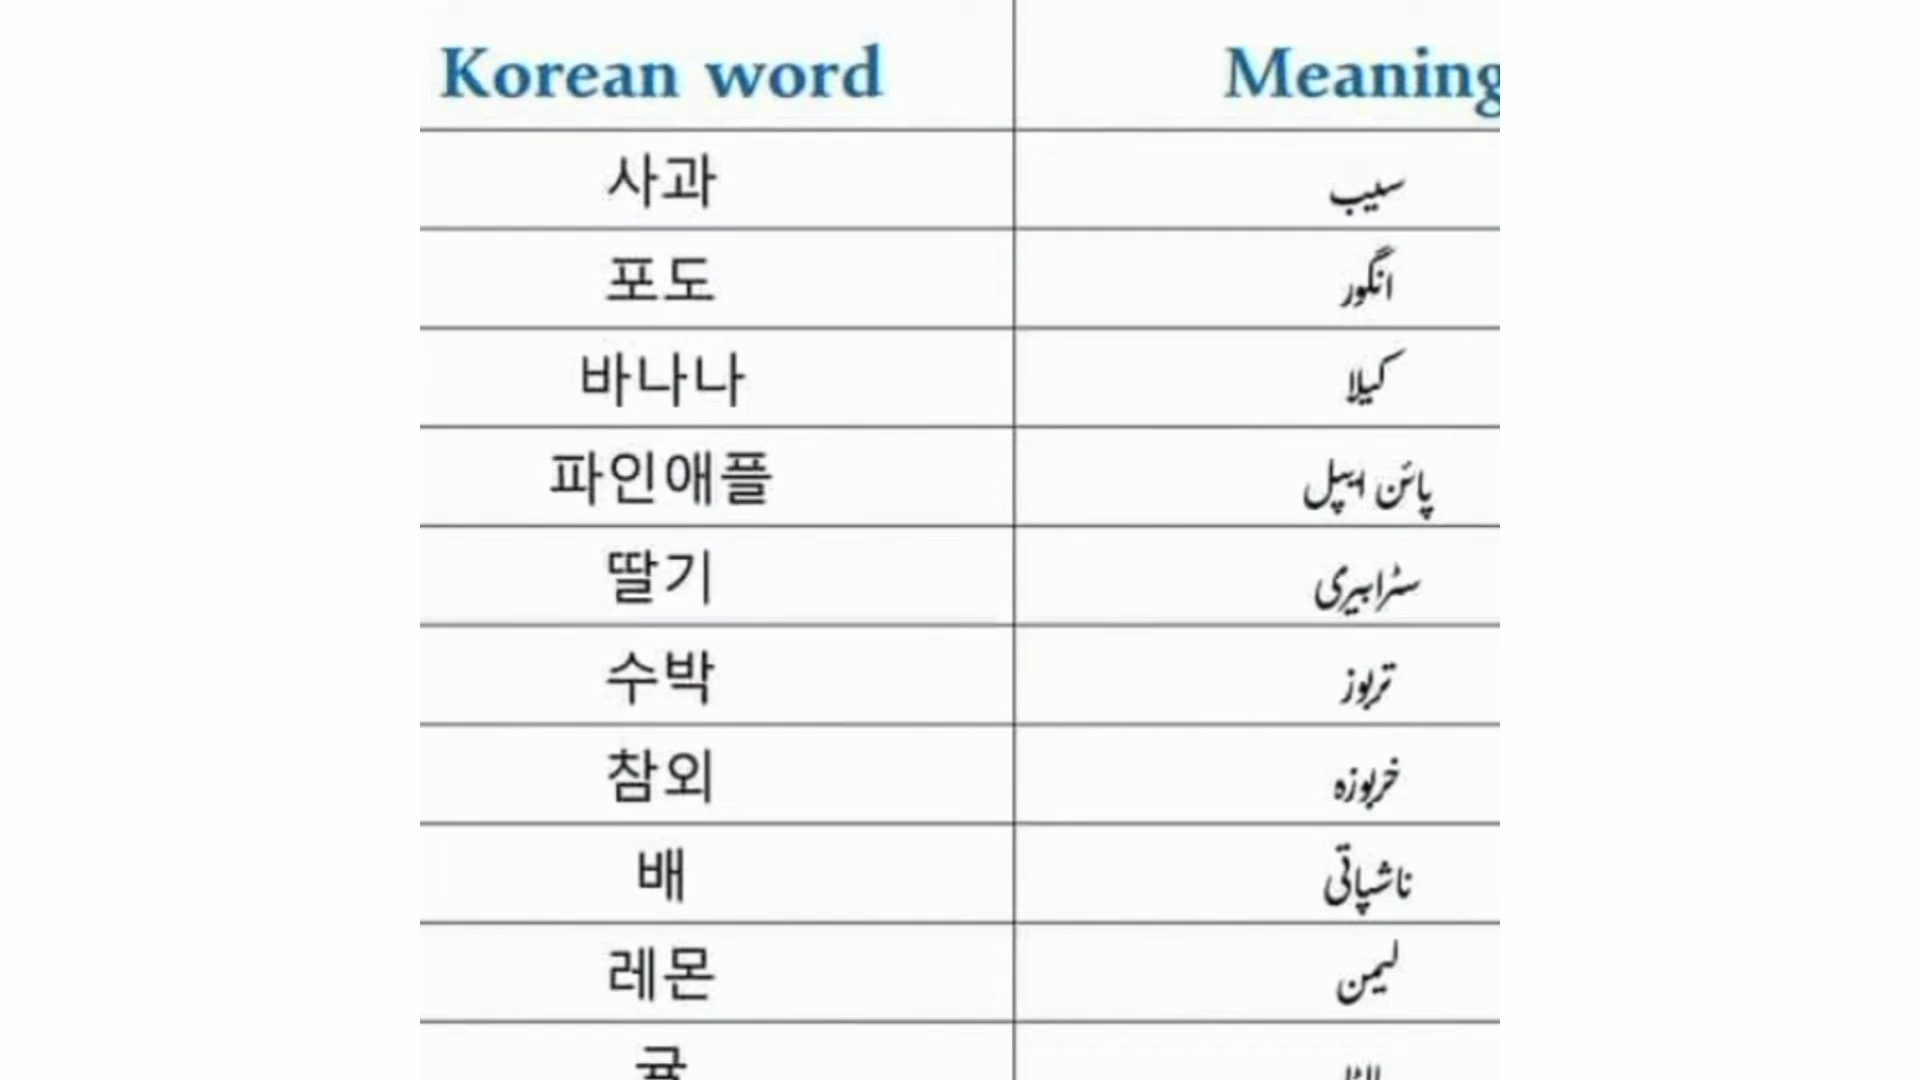 Korean word Meaning
사과 سیب
포도 انگور
바나나 کیلا
파인애플 پائن ایپل
딸기 سٹرابیری
수박 تربوز
참외 خربوزہ
배 ناشپاتی
레몬 لیمن